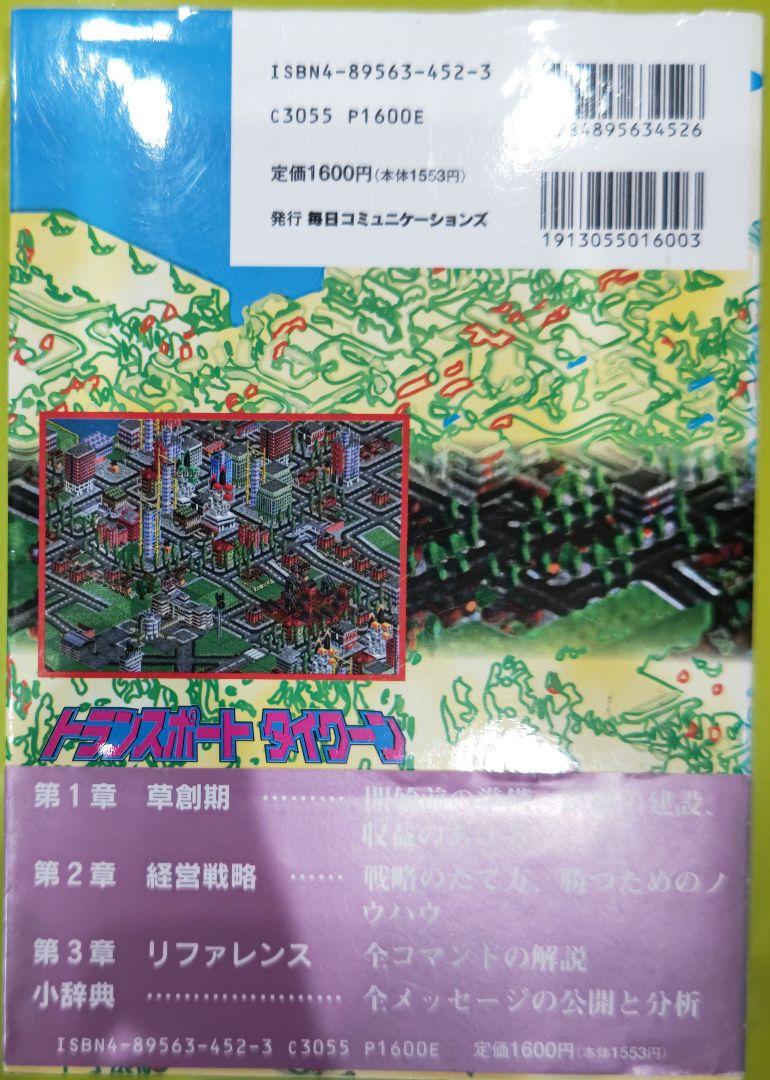 ISBN4-89563-452-3
C3055 P1600E
784895634526
定価1600円(本体1553円)
発行 毎日コミュニケーションズ
1913055016003
トランスポート タイクーン
第1章 草創期 ………
建設、
収益の
第2章 経営戦略 …… 戦略のたて方、勝つためのノ
ウハウ
第3章 リファレンス 全コマンドの解説
小辞典 ………………… 全メッセージの公開と分析
ISBN4-89563-452-3 C3055 P1600E 定価1600円(本体1553円)